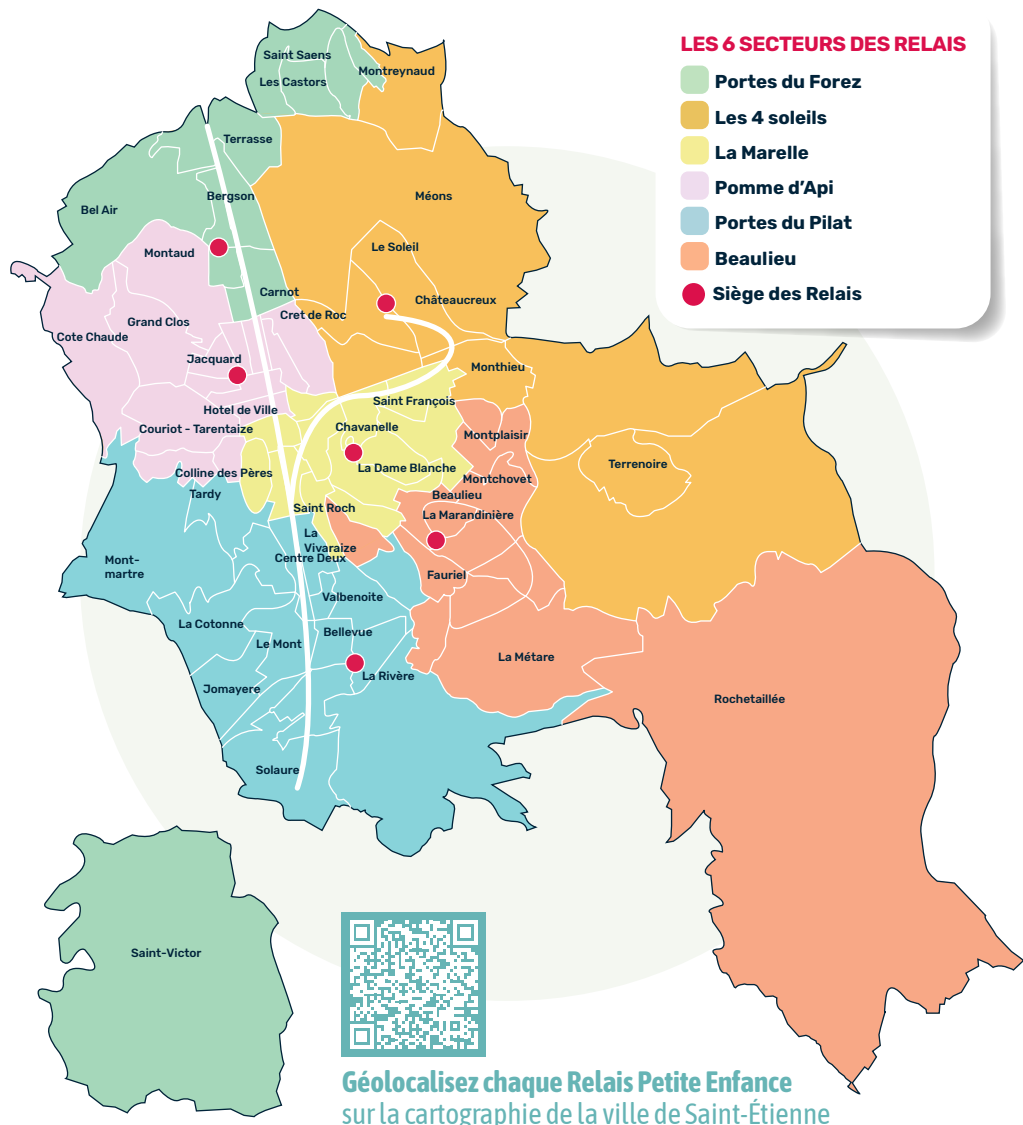 LES 6 SECTEURS DES RELAIS
Portes du Forez
Les 4 soleils
La Marelle
Pomme d'Api
Portes du Pilat
Beaulieu
Siège des Relais
Saint Saens
Les Castors
Montreynaud
Terrasse
Bergson
Méons
Bel Air
Le Soleil
Montaud
Carnot
Châteaucreux
Cret de Roc
Grand Clos
Cote Chaude
Jacquard
Monthieu
Saint François
Hotel de Ville
Couriot - Tarentaize
Chavanelle
Montplaisir
Terrenoire
La Dame Blanche
Colline des Pères
Montchovet
Tardy
Beaulieu
Saint Roch
La Marandinière
La
Vivaraize
Centre Deux
Mont-
martre
Fauriel
Valbenoite
La Cotonne
Bellevue
Le Mont
La Métare
La Rivère
Jomayere
Rochetaillée
Solaure
Saint-Victor
Géolocalisez chaque Relais Petite Enfance
sur la cartographie de la ville de Saint-Étienne